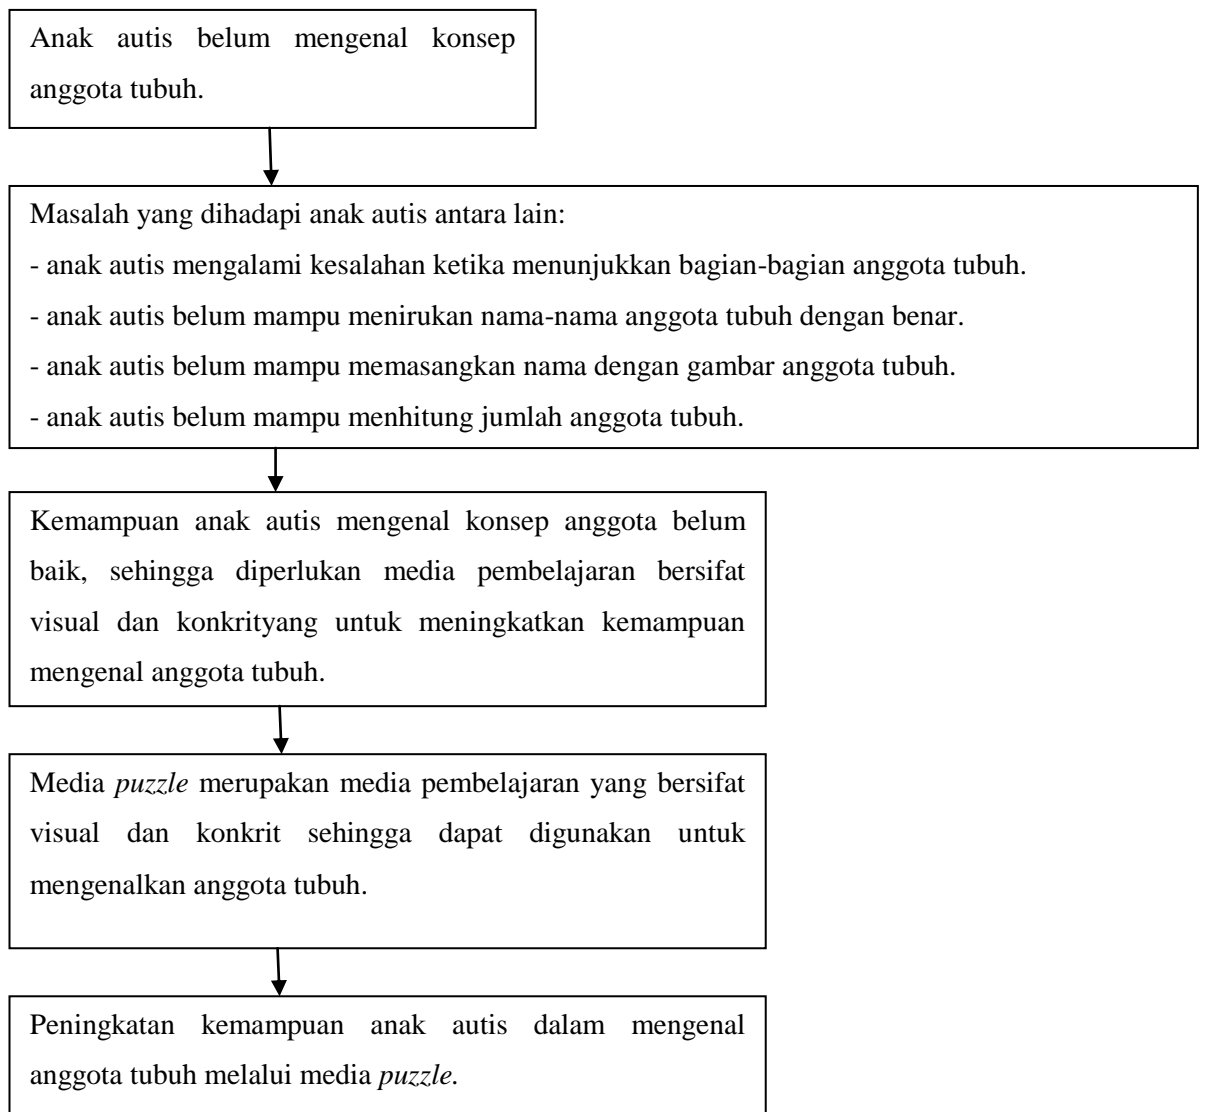 Anak autis belum mengenal konsep
anggota tubuh.
Masalah yang dihadapi anak autis antara lain:
- anak autis mengalami kesalahan ketika menunjukkan bagian-bagian anggota tubuh.
- anak autis belum mampu menirukan nama-nama anggota tubuh dengan benar.
- anak autis belum mampu memasangkan nama dengan gambar anggota tubuh.
- anak autis belum mampu menhitung jumlah anggota tubuh.
Kemampuan anak autis mengenal konsep anggota belum
baik, sehingga diperlukan media pembelajaran bersifat
visual dan konkrityang untuk meningkatkan kemampuan
mengenal anggota tubuh.
Media puzzle merupakan media pembelajaran yang bersifat
visual dan konkrit sehingga dapat digunakan untuk
mengenalkan anggota tubuh.
Peningkatan kemampuan anak autis dalam mengenal
anggota tubuh melalui media puzzle.